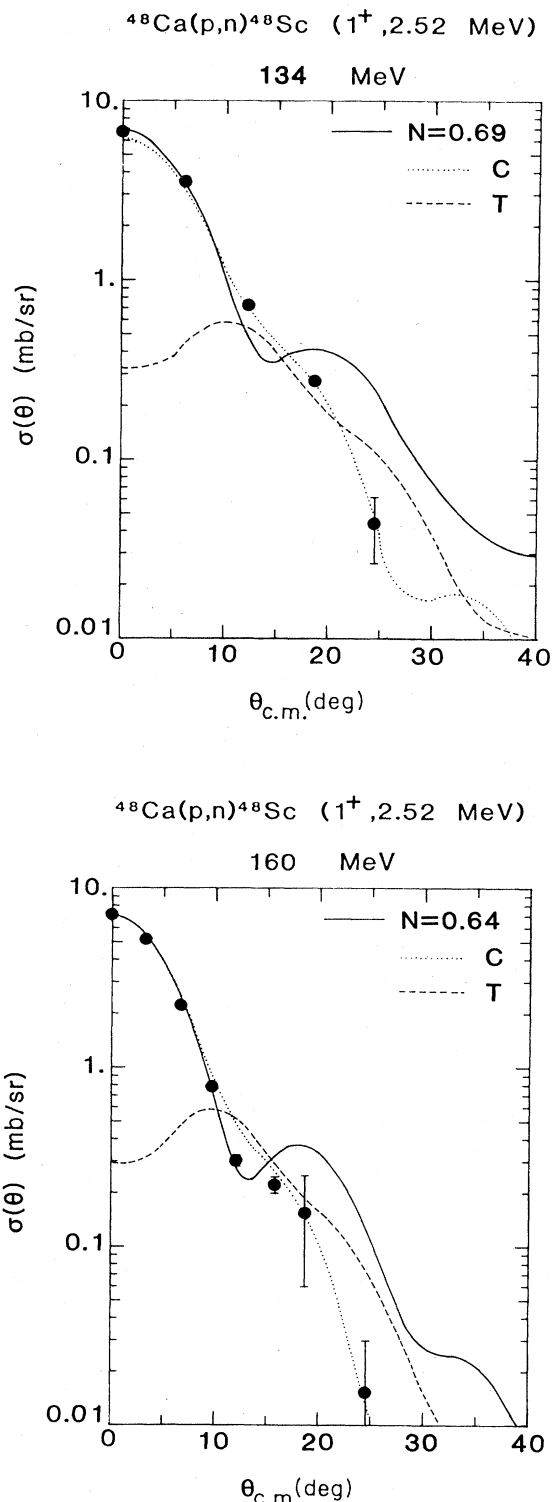 ⁴⁸Ca(p,n)⁴⁸Sc (1⁺,2.52 MeV)
134 MeV
10.
1.
0.1
0.01
σ(θ) (mb/sr)
N=0.69
C
T
0 10 20 30 40
θc.m.(deg)
⁴⁸Ca(p,n)⁴⁸Sc (1⁺,2.52 MeV)
160 MeV
10.
1.
0.1
0.01
σ(θ) (mb/sr)
N=0.64
C
T
0 10 20 30 40
θc.m(deg)